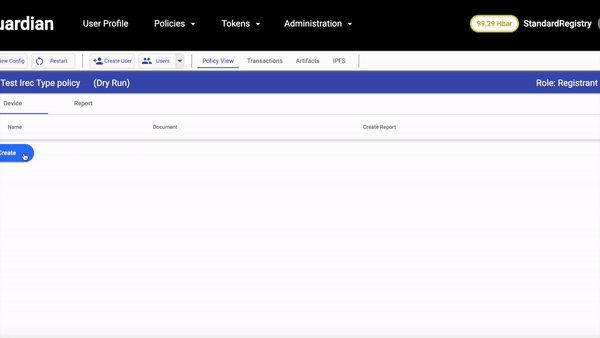 uardian User Profile Policies Tokens Administration 99.29 Hbar StandardRegistry
ew Config Restart Create User Users Policy View Transactions Artifacts IPFS
Test Irec Type policy (Dry Run) Role: Registrant
Device Report
Name Document Create Report
Create